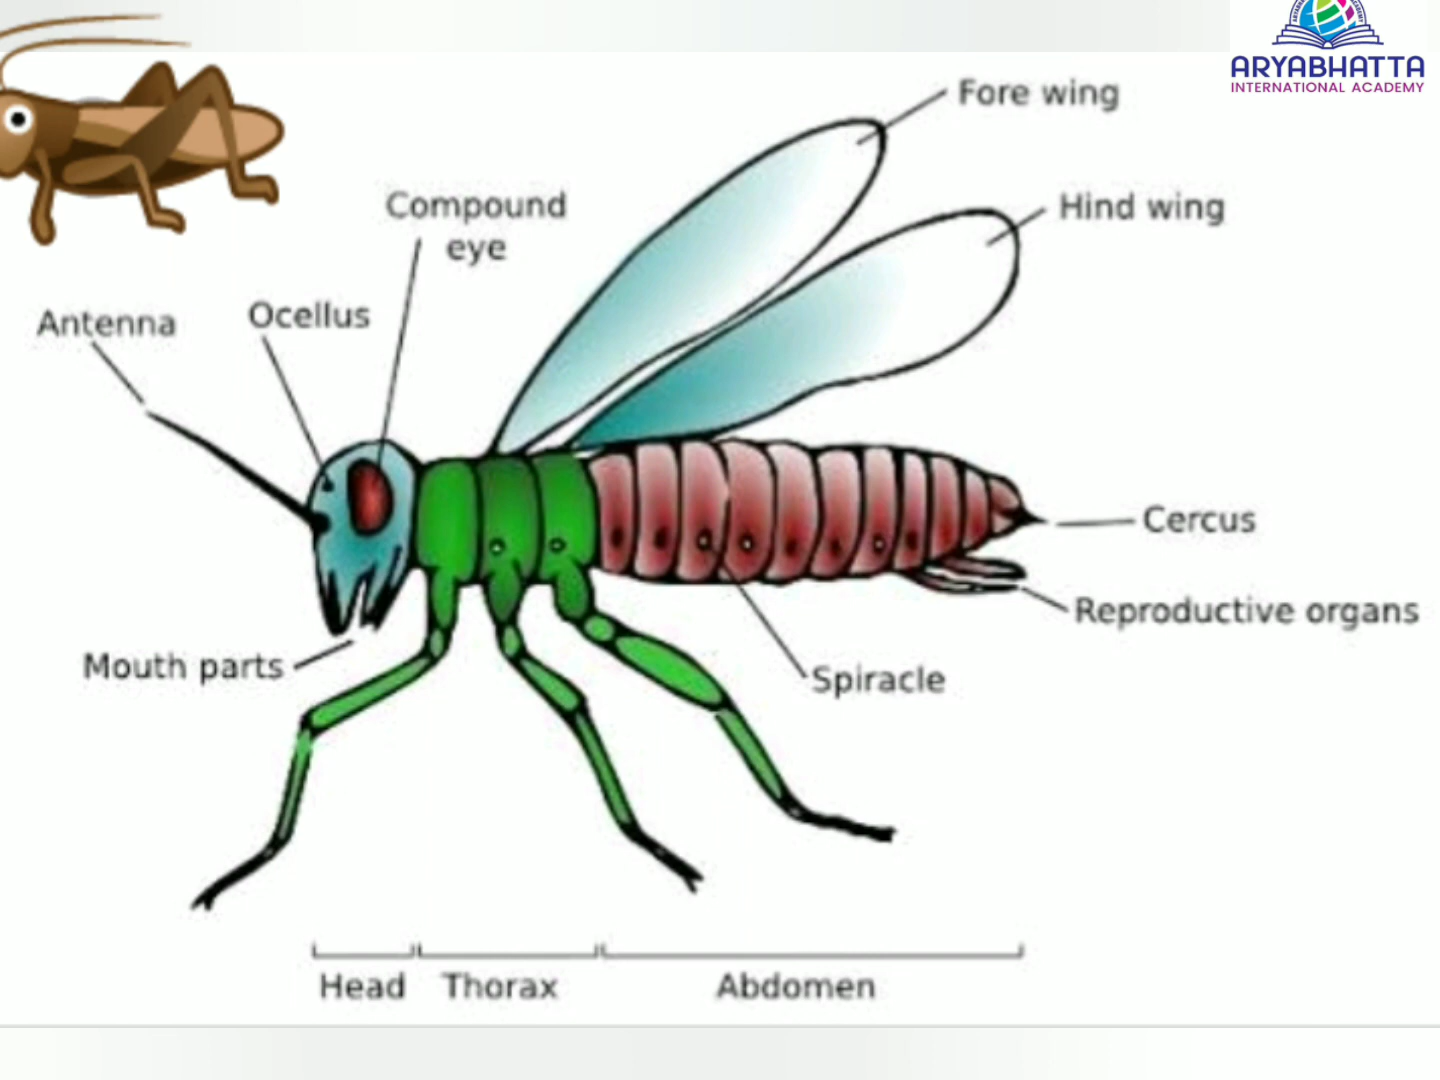 ARYABHATTA
INTERNATIONAL ACADEMY
Fore wing
Hind wing
Compound
eye
Ocellus
Antenna
Cercus
Reproductive organs
Mouth parts
Spiracle
Head
Thorax
Abdomen